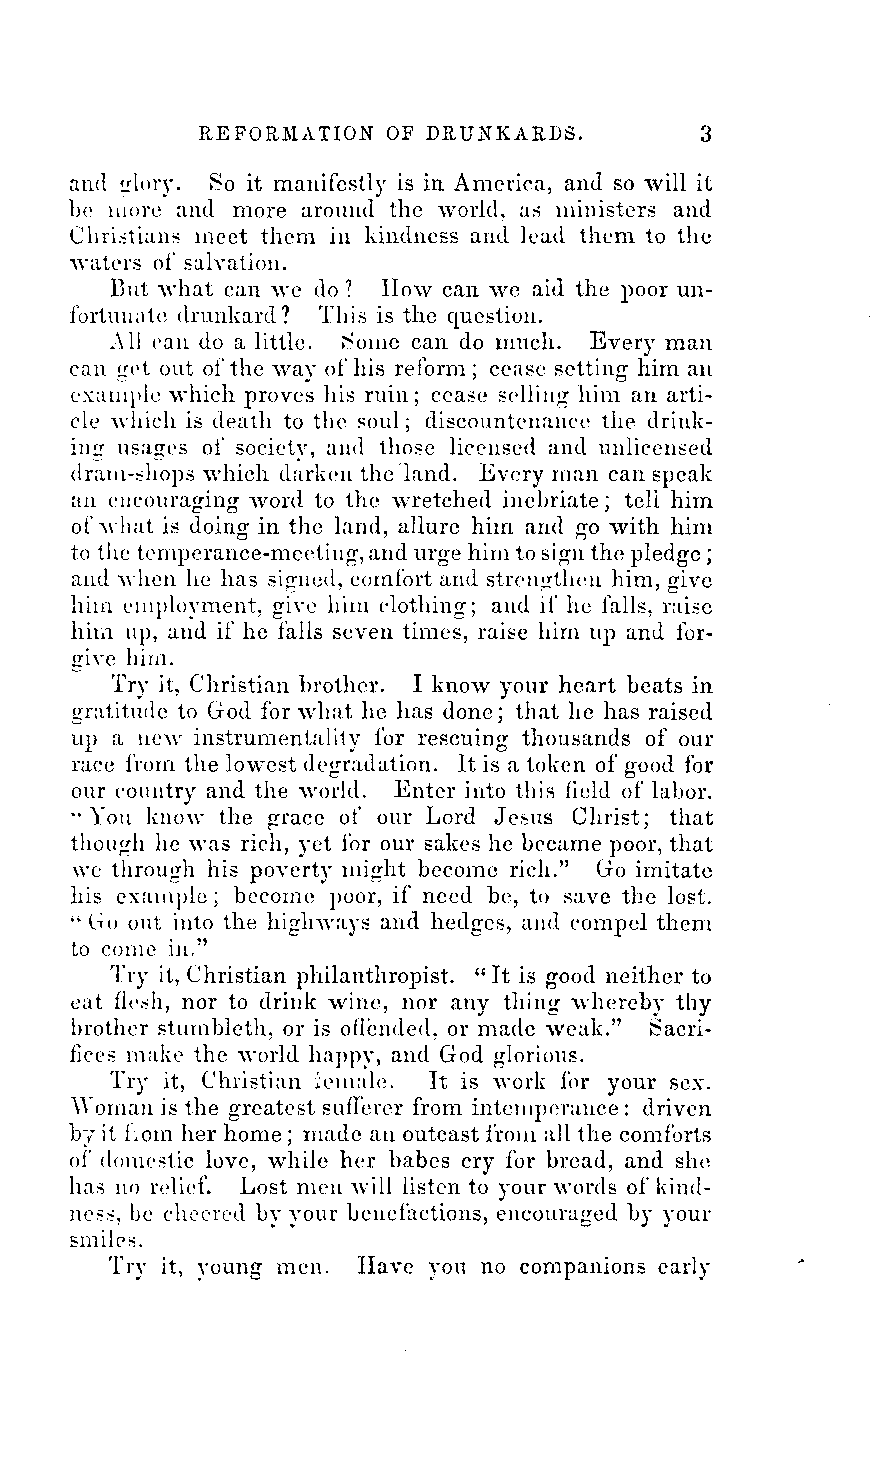 REFORMATION OF DRUNKARDS. 3
and glory. So it manifestly is in America, and so will it
be more and more around the world, as ministers and
Christians meet them in kindness and lead them to the
waters of salvation.
But what can we do? How can we aid the poor un-
fortunate drunkard? This is the question.
All can do a little. Some can do much. Every man
can get out of the way of his reform; cease setting him an
example which proves his ruin; cease selling him an arti-
cle which is death to the soul; discountenance the drink-
ing usages of society, and those licensed and unlicensed
dram-shops which darken the land. Every man can speak
an encouraging word to the wretched inebriate; tell him
of what is doing in the land, allure him and go with him
to the temperance-meeting, and urge him to sign the pledge;
and when he has signed, comfort and strengthen him, give
him employment, give him clothing; and if he falls, raise
him up, and if he falls seven times, raise him up and for-
give him.
Try it, Christian brother. I know your heart beats in
gratitude to God for what he has done; that he has raised
up a new instrumentality for rescuing thousands of our
race from the lowest degradation. It is a token of good for
our country and the world. Enter into this field of labor.
"You know the grace of our Lord Jesus Christ; that
though he was rich, yet for our sakes he became poor, that
we through his poverty might become rich." Go imitate
his example; become poor, if need be, to save the lost.
"Go out into the highways and hedges, and compel them
to come in."
Try it, Christian philanthropist. "It is good neither to
eat flesh, nor to drink wine, nor any thing whereby thy
brother stumbleth, or is offended, or made weak." Sacri-
fices make the world happy, and God glorious.
Try it, Christian female. It is work for your sex.
Woman is the greatest sufferer from intemperance: driven
by it from her home; made an outcast from all the comforts
of domestic love, while her babes cry for bread, and she
has no relief. Lost men will listen to your words of kind-
ness, be cheered by your benefactions, encouraged by your
smiles.
Try it, young men. Have you no companions early